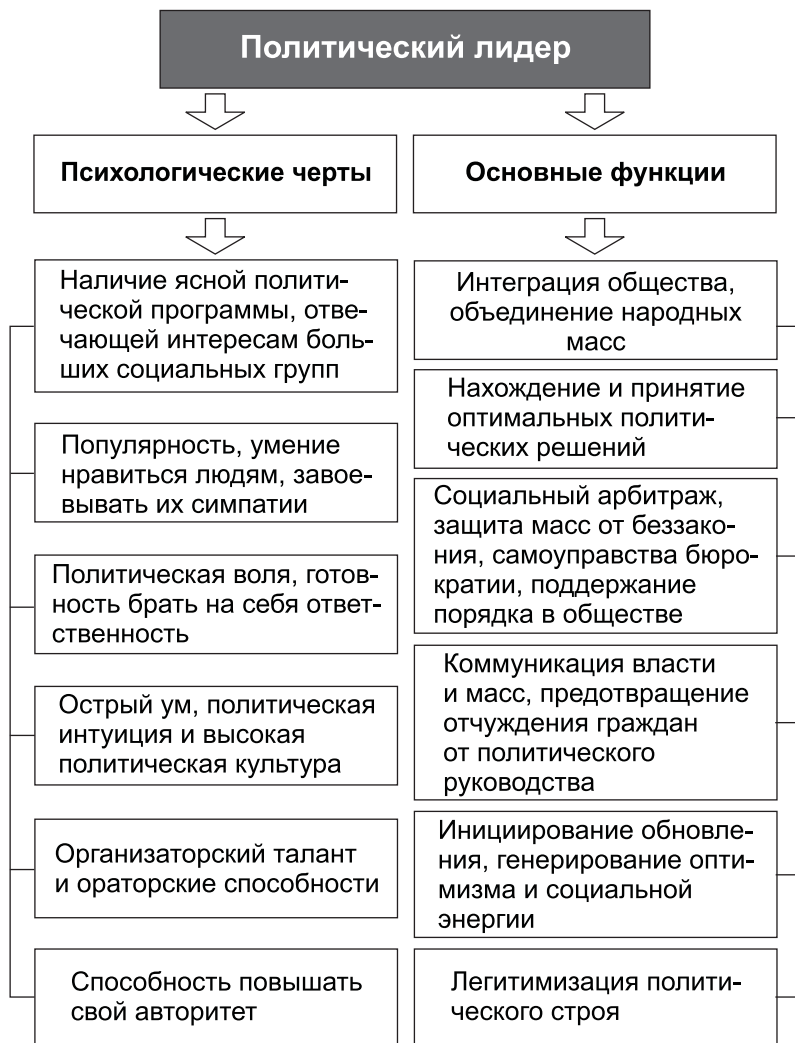 Политический лидер
Психологические черты
Наличие ясной полити-
ческой программы, отве-
чающей интересам боль-
ших социальных групп
Популярность, умение
нравиться людям, завое-
вывать их симпатии
Политическая воля, готов-
ность брать на себя ответ-
ственность
Острый ум, политическая
интуиция и высокая
политическая культура
Организаторский талант
и ораторские способности
Способность повышать
свой авторитет
Основные функции
Интеграция общества,
объединение народных
масс
Нахождение и принятие
оптимальных полити-
ческих решений
Социальный арбитраж,
защита масс от беззако-
ния, самоуправства бюро-
кратии, поддержание
порядка в обществе
Коммуникация власти
и масс, предотвращение
отчуждения граждан
от политического
руководства
Инициирование обновле-
ния, генерирование опти-
мизма и социальной
энергии
Легитимизация полити-
ческого строя